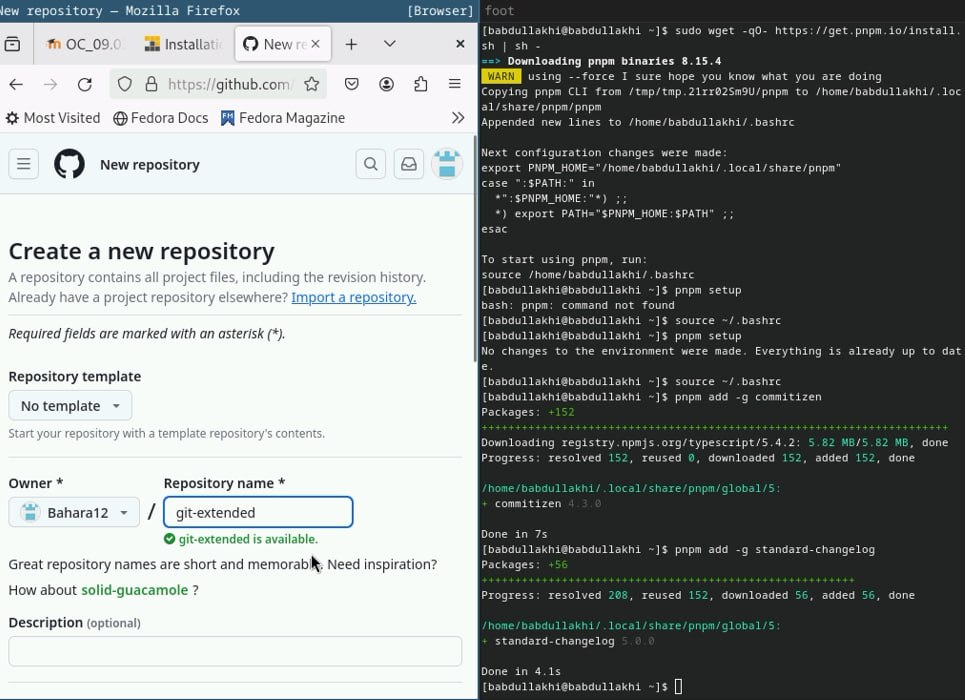 New repository — Mozilla Firefox
[Browser]
OC_09.0
Installati
New re
https://github.com/
Most Visited
Fedora Docs
Fedora Magazine
New repository
Create a new repository
A repository contains all project files, including the revision history.
Already have a project repository elsewhere? Import a repository.
Required fields are marked with an asterisk (*).
Repository template
No template
Start your repository with a template repository's contents.
Owner * Repository name *
Bahara12 / git-extended
git-extended is available.
Great repository names are short and memorable. Need inspiration?
How about solid-guacamole ?
Description (optional)
foot
[babdullakhi@babdullakhi ~]$ sudo wget -qO- https://get.pnpm.io/install.
sh | sh -
==> Downloading pnpm binaries 8.15.4
WARN using --force I sure hope you know what you are doing
Copying pnpm CLI from /tmp/tmp.21rr02Sm9U/pnpm to /home/babdullakhi/.loc
al/share/pnpm/pnpm
Appended new lines to /home/babdullakhi/.bashrc
Next configuration changes were made:
export PNPM_HOME="/home/babdullakhi/.local/share/pnpm"
case ":$PATH:" in
*":$PNPM_HOME:"*) ;;
*) export PATH="$PNPM_HOME:$PATH" ;;
esac
To start using pnpm, run:
source /home/babdullakhi/.bashrc
[babdullakhi@babdullakhi ~]$ pnpm setup
bash: pnpm: command not found
[babdullakhi@babdullakhi ~]$ source ~/.bashrc
[babdullakhi@babdullakhi ~]$ pnpm setup
No changes to the environment were made. Everything is already up to dat
e.
[babdullakhi@babdullakhi ~]$ source ~/.bashrc
[babdullakhi@babdullakhi ~]$ pnpm add -g commitizen
Packages: +152
++++++++++++++++++++++++++++++++++++++++++++++++++++++++++++++++++++++
Downloading registry.npmjs.org/typescript/5.4.2: 5.82 MB/5.82 MB, done
Progress: resolved 152, reused 0, downloaded 152, added 152, done
/home/babdullakhi/.local/share/pnpm/global/5:
+ commitizen 4.3.0
Done in 7s
[babdullakhi@babdullakhi ~]$ pnpm add -g standard-changelog
Packages: +56
++++++++++++++++++++++++++++++++++++++++++++++++++++++++
Progress: resolved 208, reused 152, downloaded 56, added 56, done
/home/babdullakhi/.local/share/pnpm/global/5:
+ standard-changelog 5.0.0
Done in 4.1s
[babdullakhi@babdullakhi ~]$